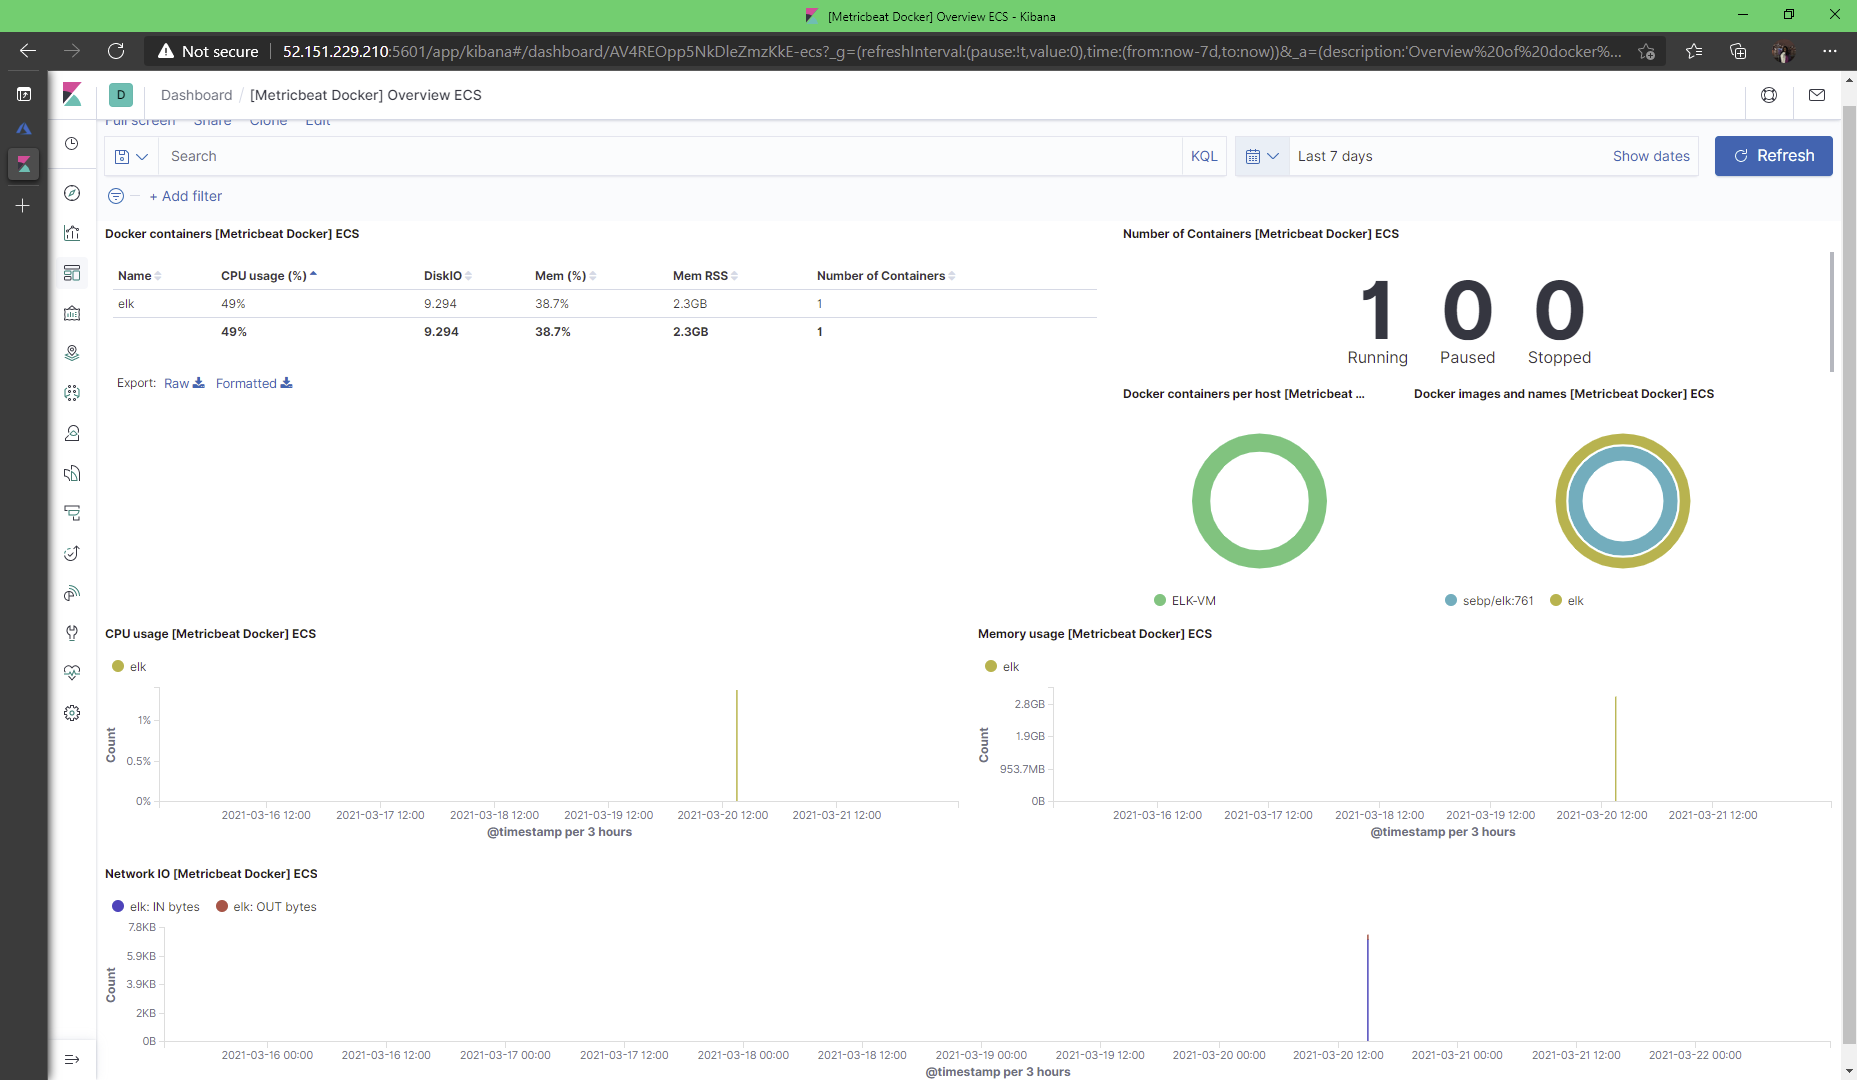 [Metricbeat Docker] Overview ECS - Kibana
Not secure 52.151.229.210:5601/app/kibana#/dashboard/AV4REOpp5NkDleZmzKkE-ecs?_g=(refreshInterval:(pause:!t,value:0),time:(from:now-7d,to:now))&_a=(description:'Overview%20of%20docker%...
D Dashboard / [Metricbeat Docker] Overview ECS
Full screen Share Clone Edit
Search KQL Last 7 days Show dates Refresh
+ Add filter
Docker containers [Metricbeat Docker] ECS
Name CPU usage (%) DiskIO Mem (%) Mem RSS Number of Containers
elk 49% 9.294 38.7% 2.3GB 1
49% 9.294 38.7% 2.3GB 1
Export: Raw Formatted
Number of Containers [Metricbeat Docker] ECS
1 0 0
Running Paused Stopped
Docker containers per host [Metricbeat ...
ELK-VM
Docker images and names [Metricbeat Docker] ECS
sebp/elk:761 elk
CPU usage [Metricbeat Docker] ECS
elk
Count
1%
0.5%
0%
2021-03-16 12:00 2021-03-17 12:00 2021-03-18 12:00 2021-03-19 12:00 2021-03-20 12:00 2021-03-21 12:00
@timestamp per 3 hours
Memory usage [Metricbeat Docker] ECS
elk
Count
2.8GB
1.9GB
953.7MB
0B
2021-03-16 12:00 2021-03-17 12:00 2021-03-18 12:00 2021-03-19 12:00 2021-03-20 12:00 2021-03-21 12:00
@timestamp per 3 hours
Network IO [Metricbeat Docker] ECS
elk: IN bytes elk: OUT bytes
Count
7.8KB
5.9KB
3.9KB
2KB
0B
2021-03-16 00:00 2021-03-16 12:00 2021-03-17 00:00 2021-03-17 12:00 2021-03-18 00:00 2021-03-18 12:00 2021-03-19 00:00 2021-03-19 12:00 2021-03-20 00:00 2021-03-20 12:00 2021-03-21 00:00 2021-03-21 12:00 2021-03-22 00:00
@timestamp per 3 hours